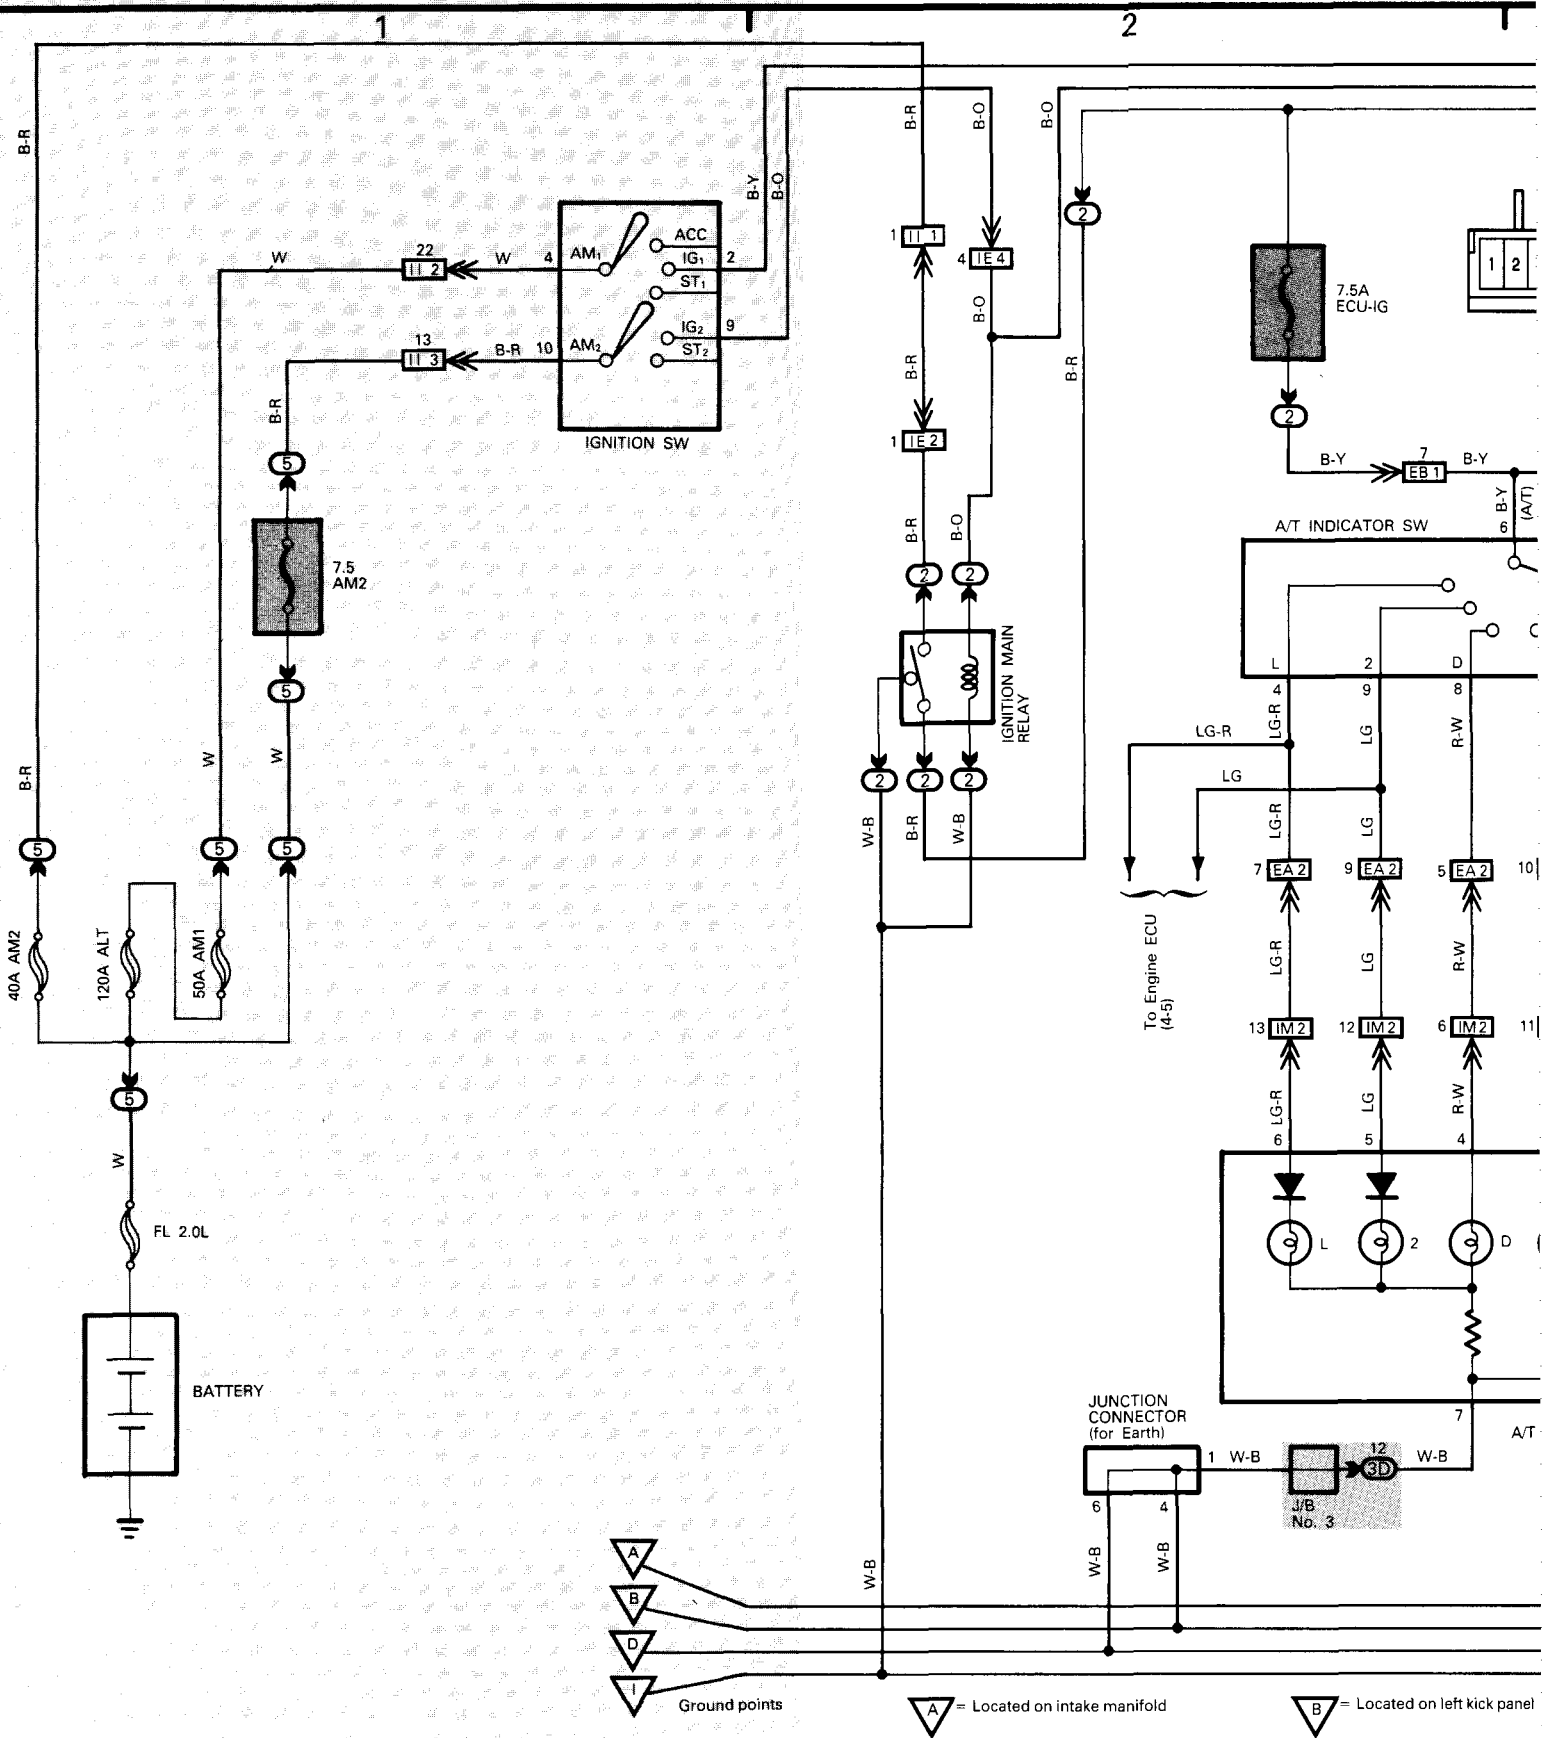 1
2
B-R
B-R
B-O
B-O
B-Y
B-O
ACC
AM1
IG1
ST1
4
2
W
22
II 2
W
AM2
IG2
ST2
10
9
13
II 3
B-R
IGNITION SW
B-R
5
7.5
AM2
5
W
W
B-R
5
5
5
40A AM2
120A ALT
50A AM1
5
W
FL 2.0L
BATTERY
1
II 1
4
IE 4
B-O
B-R
1
IE 2
B-R
B-O
2
2
IGNITION MAIN
RELAY
2
2
2
W-B
B-R
W-B
2
B-R
7.5A
ECU-IG
1
2
2
B-Y
7
EB 1
B-Y
B-Y
(A/T)
A/T INDICATOR SW
6
L
2
D
4
9
8
LG-R
LG
R-W
LG-R
LG
LG-R
LG
7
EA 2
9
EA 2
5
EA 2
10
To Engine ECU
(4-5)
LG-R
LG
R-W
13
IM 2
12
IM 2
6
IM 2
11
LG-R
LG
R-W
6
5
4
L
2
D
7
A/T
JUNCTION
CONNECTOR
(for Earth)
1
W-B
12
3D
W-B
J/B
No. 3
6
4
W-B
W-B
W-B
A
B
D
I
Ground points
A
= Located on intake manifold
B
= Located on left kick panel